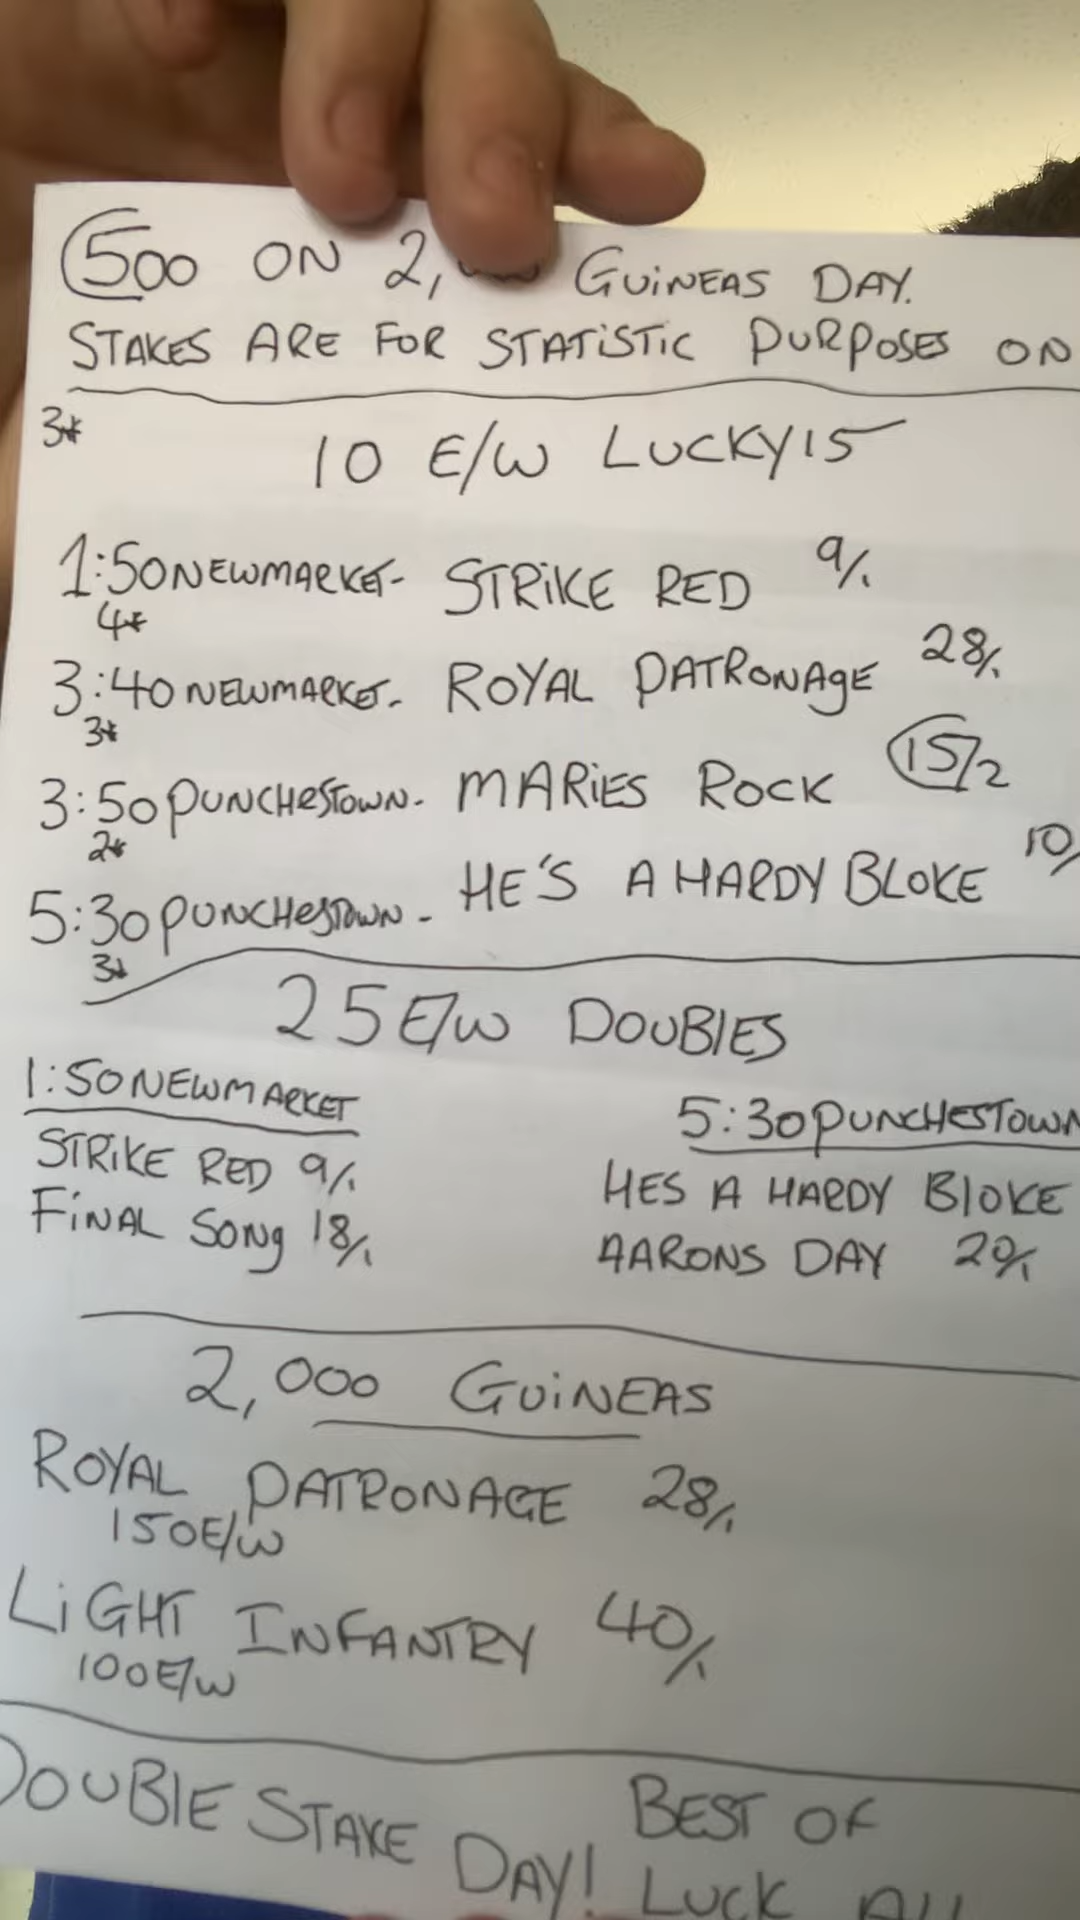 500 ON 2, GUINEAS DAY.
STAKES ARE FOR STATISTIC PURPOSES ON
3*
10 E/W LUCKY15
1:50 NEWMARKET- STRIKE RED 9/1
4*
3:40 NEWMARKET- ROYAL PATRONAGE 28/1
3*
3:50 PUNCHESTOWN- MARIES ROCK 15/2
2*
5:30 PUNCHESTOWN- HE'S A HARDY BLOKE 10/
3*
25 E/W DOUBLES
1:50 NEWMARKET
STRIKE RED 9/1
FINAL SONG 18/1
5:30 PUNCHESTOWN
HES A HARDY BLOKE
AARONS DAY 20/1
2,000 GUINEAS
ROYAL PATRONAGE 28/1
150E/W
LIGHT INFANTRY 40/1
100E/W
DOUBLE STAKE DAY! BEST OF
LUCK ALL